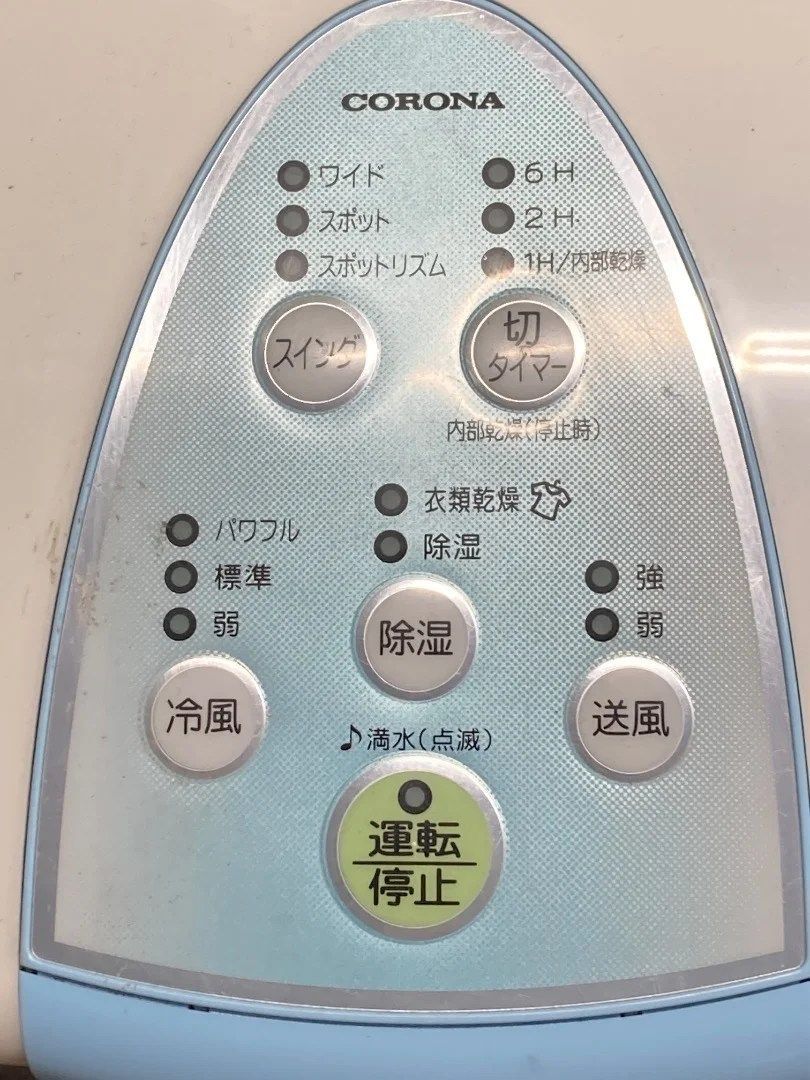 CORONA
ワイド
スポット
スポットリズム
スイング
6H
2H
1H/内部乾燥
切
タイマー
内部乾燥(停止時)
衣類乾燥
除湿
除湿
パワフル
標準
弱
冷風
強
弱
送風
♪満水(点滅)
運転
停止